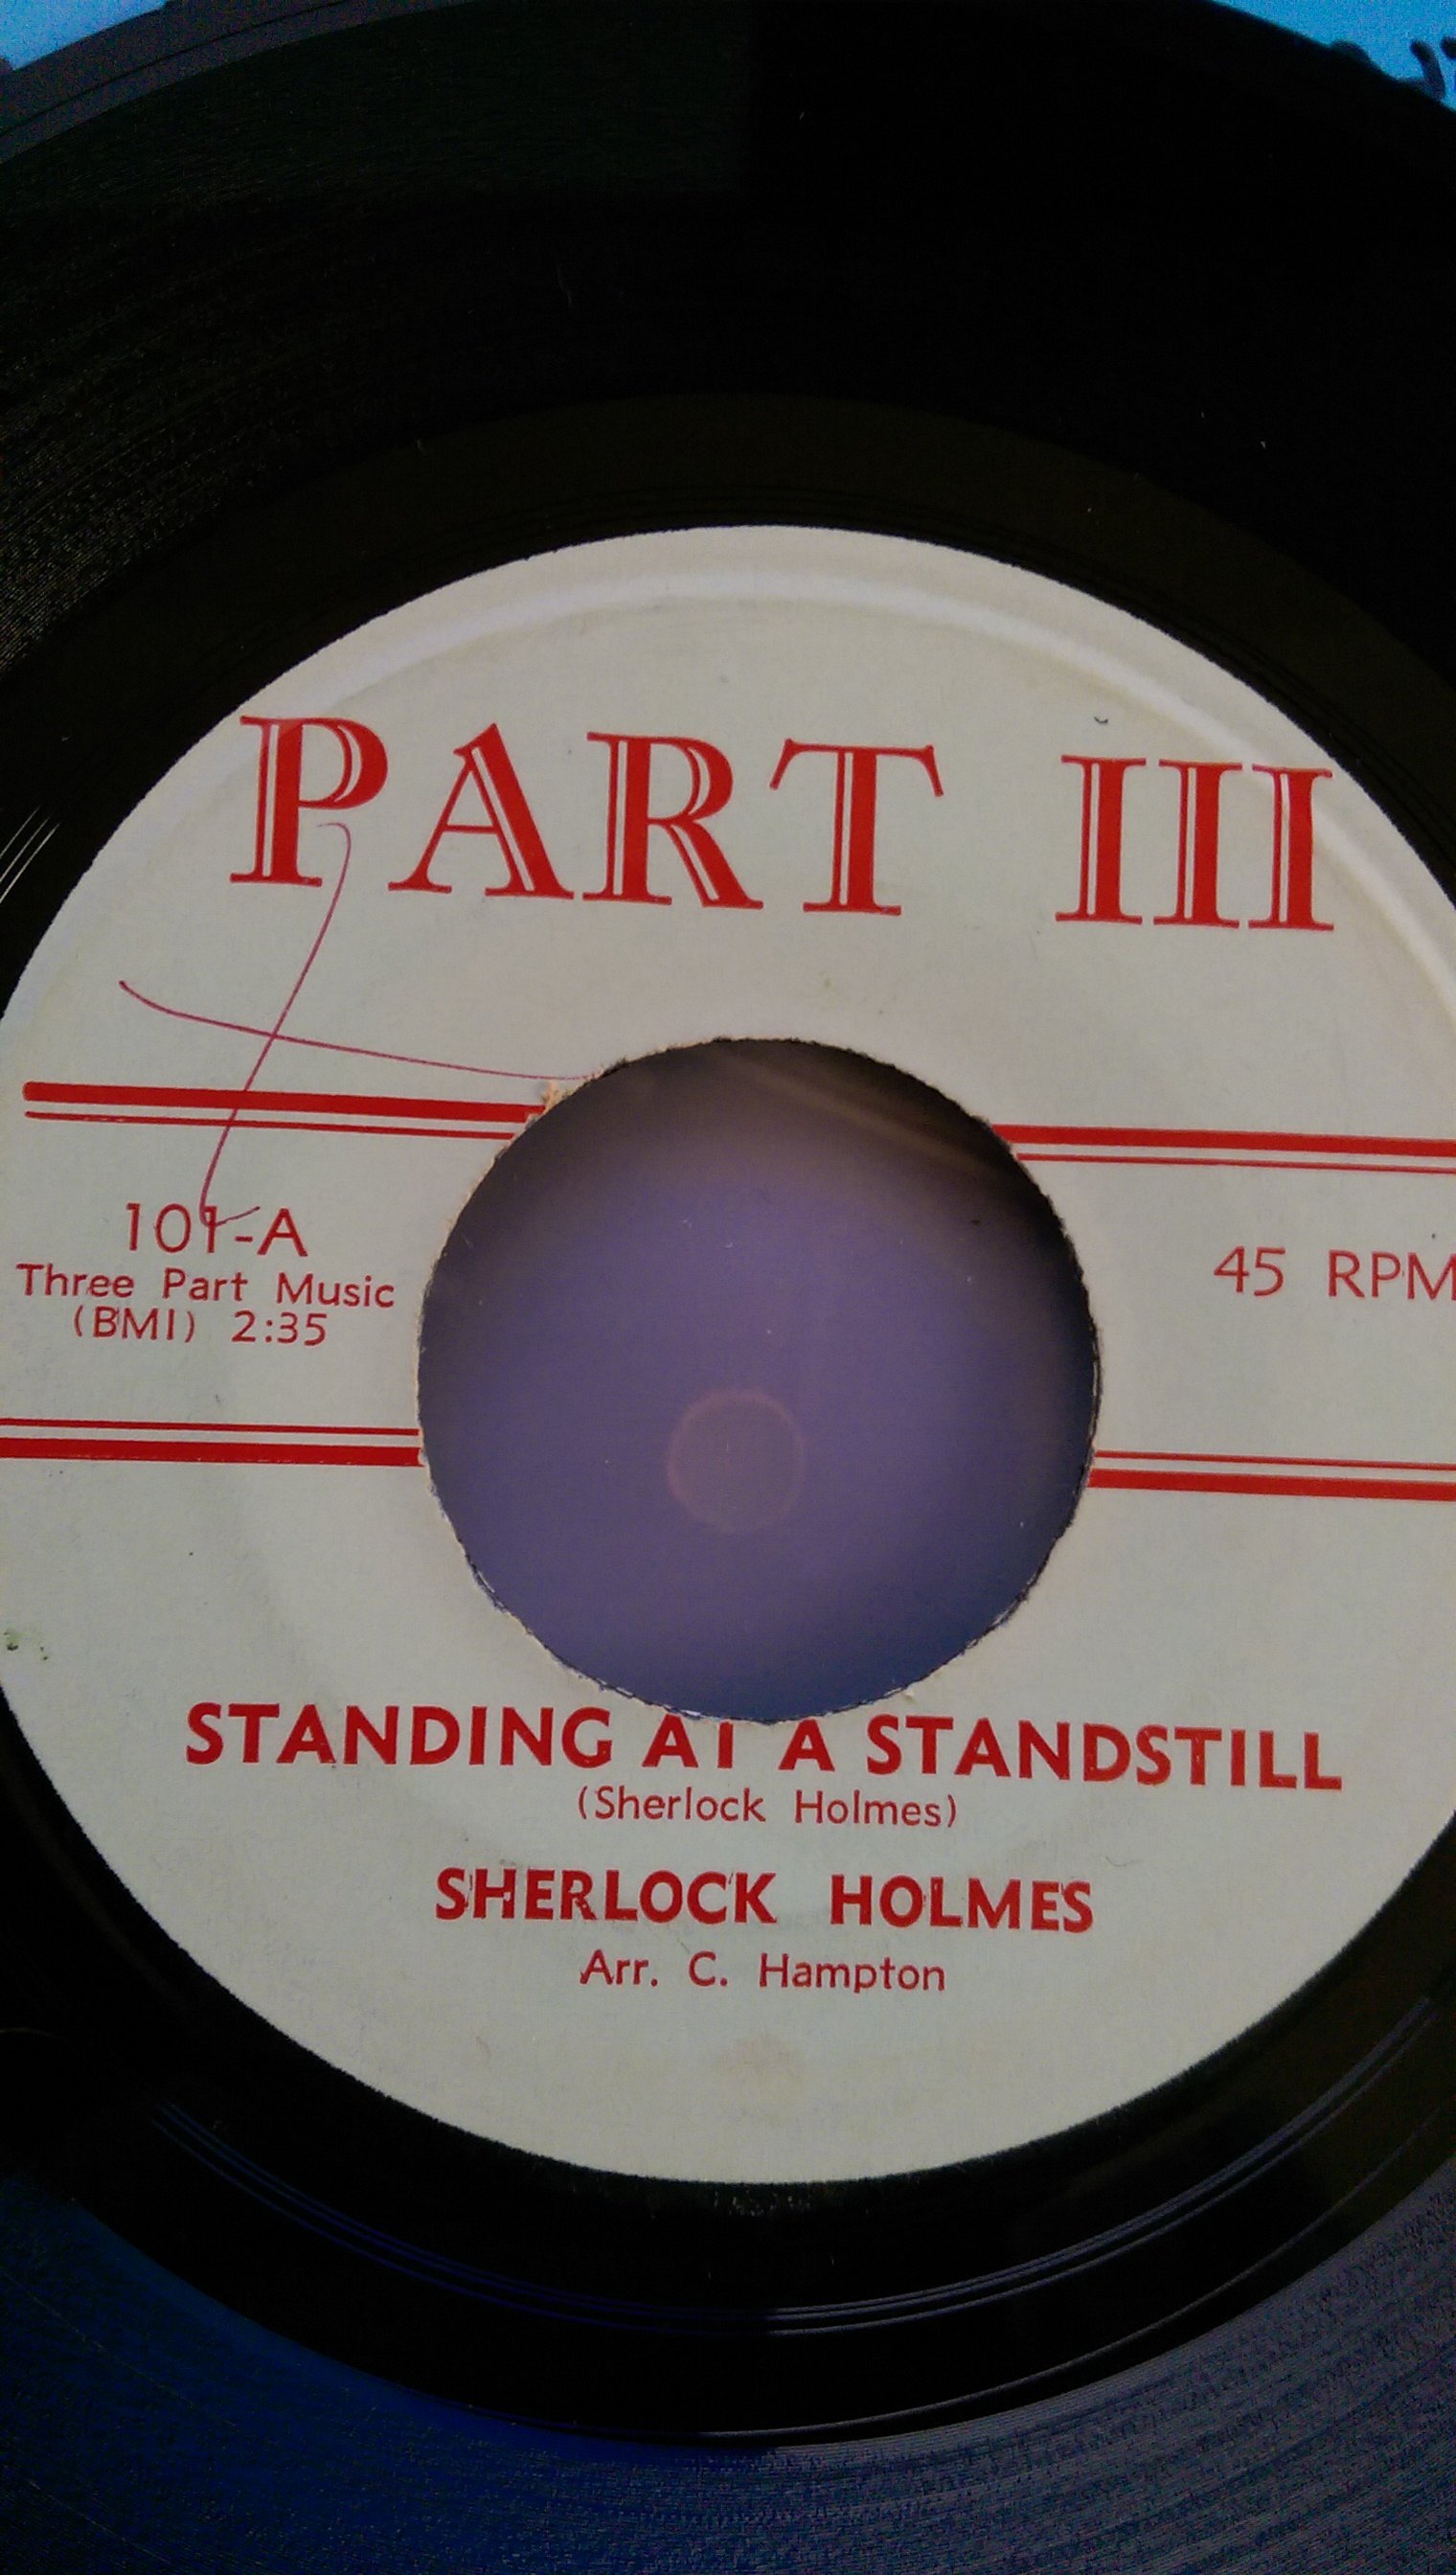 PART III
101-A
Three Part Music
(BMI) 2:35
45 RPM
STANDING AT A STANDSTILL
(Sherlock Holmes)
SHERLOCK HOLMES
Arr. C. Hampton